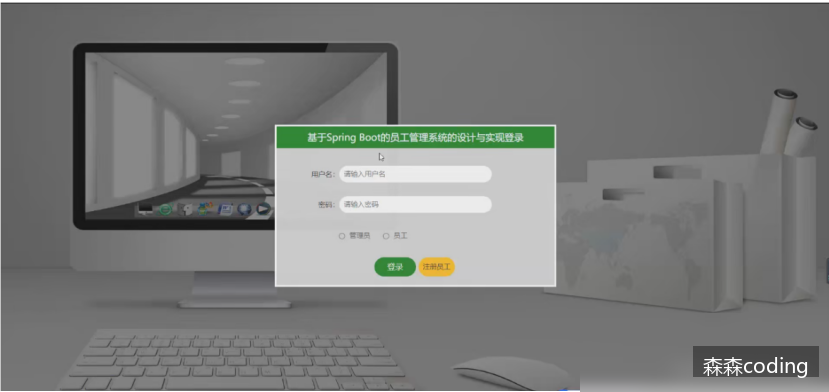 基于Spring Boot的员工管理系统的设计与实现登录
用户名： 请输入用户名
密码： 请输入密码
管理员 员工
登录 注册员工
森森coding